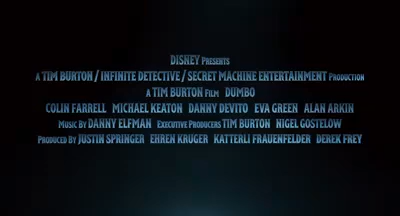 DISNEY PRESENTS
A TIM BURTON / INFINITE DETECTIVE / SECRET MACHINE ENTERTAINMENT PRODUCTION
A TIM BURTON FILM DUMBO
COLIN FARRELL MICHAEL KEATON DANNY DEVITO EVA GREEN ALAN ARKIN
MUSIC BY DANNY ELFMAN EXECUTIVE PRODUCERS TIM BURTON NIGEL GOSTELOW
PRODUCED BY JUSTIN SPRINGER EHREN KRUGER KATTERLI FRAUENFELDER DEREK FREY